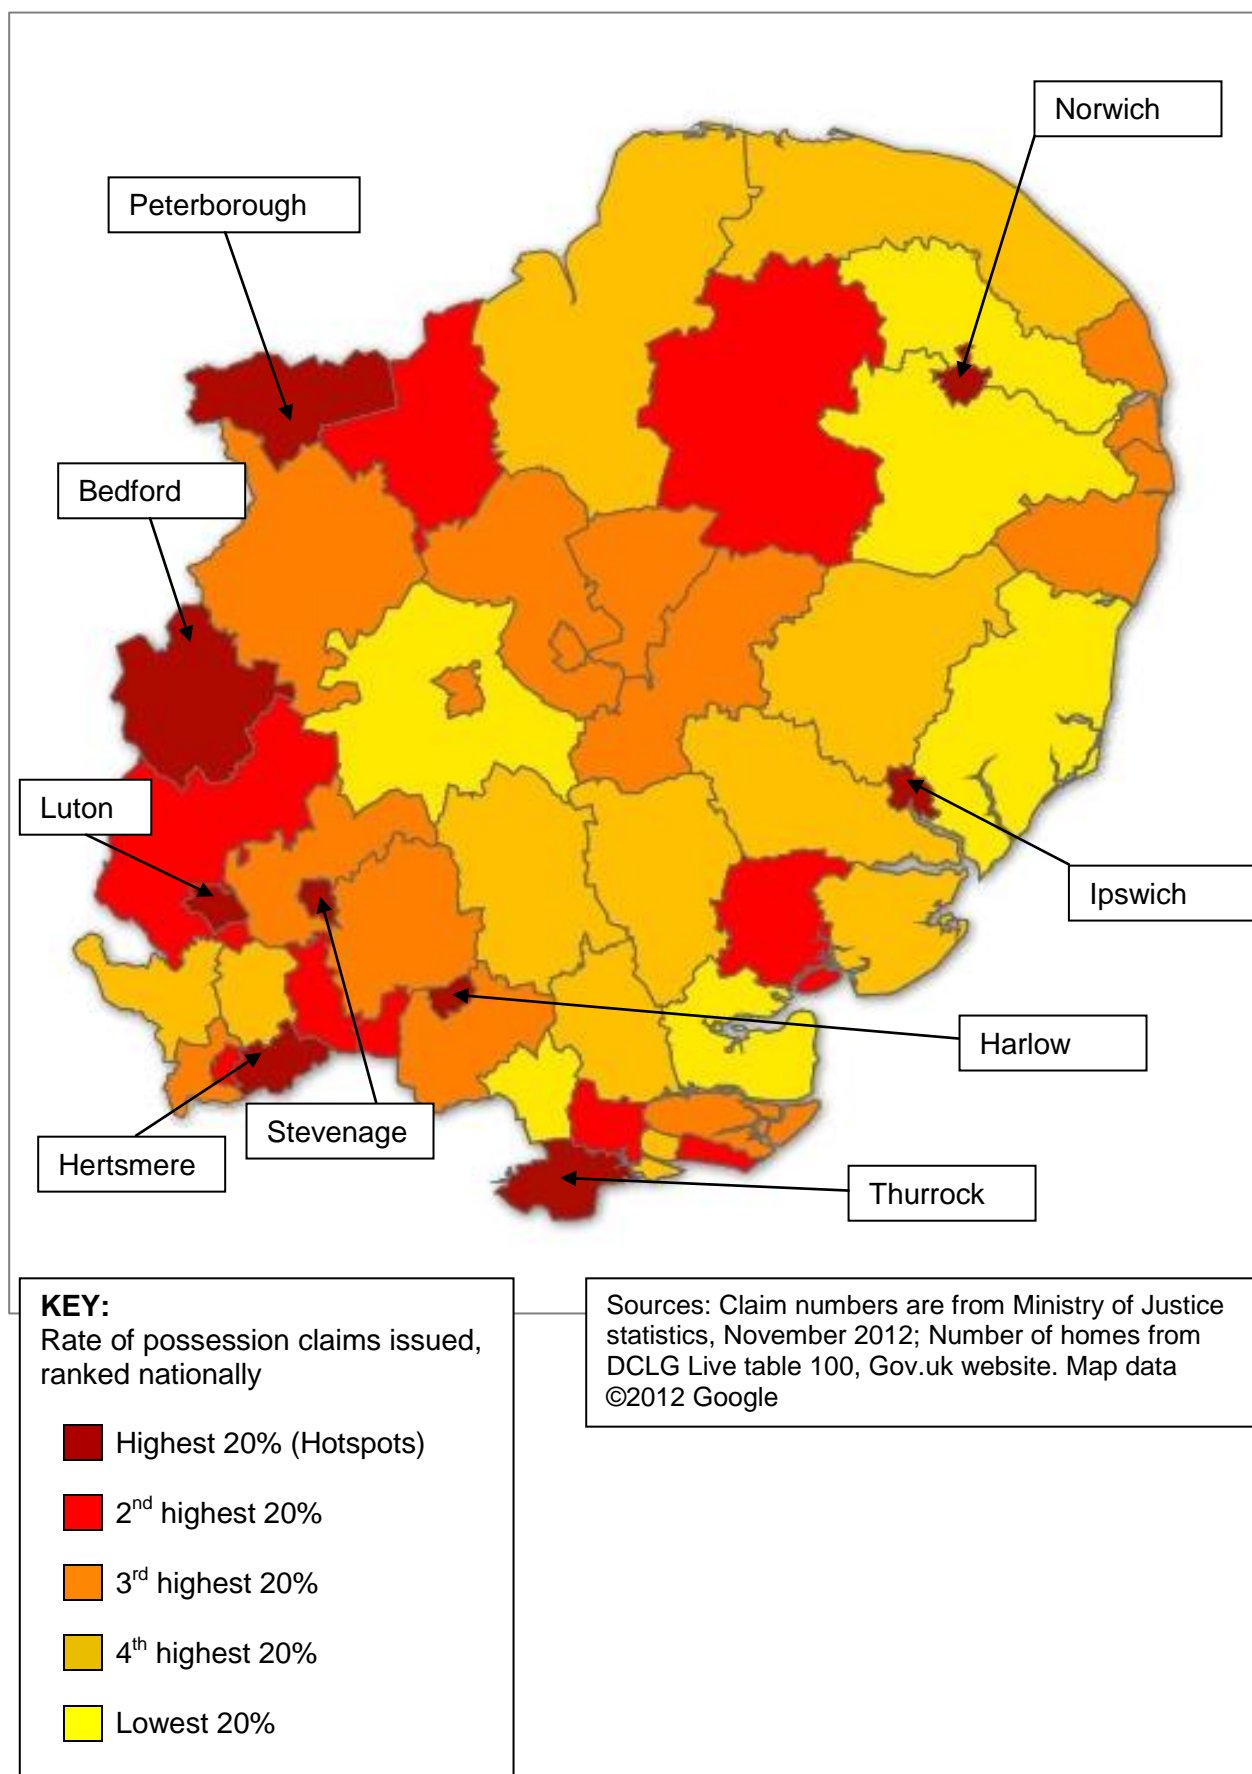 Norwich
Peterborough
Bedford
Luton
Ipswich
Harlow
Stevenage
Hertsmere
Thurrock
KEY:
Rate of possession claims issued,
ranked nationally
Highest 20% (Hotspots)
2nd highest 20%
3rd highest 20%
4th highest 20%
Lowest 20%
Sources: Claim numbers are from Ministry of Justice
statistics, November 2012; Number of homes from
DCLG Live table 100, Gov.uk website. Map data
©2012 Google